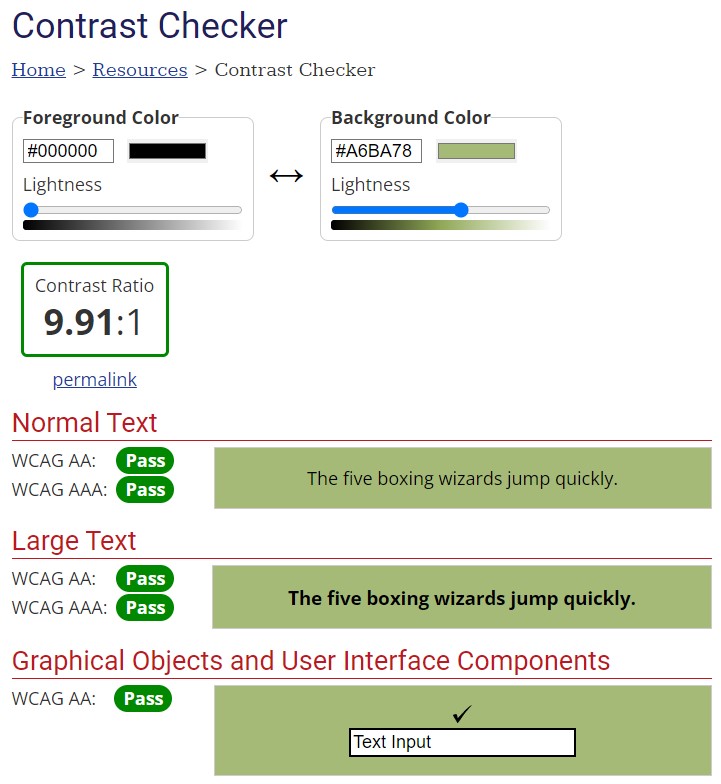 Contrast Checker
Home > Resources > Contrast Checker
Foreground Color
#000000
Lightness
Background Color
#A6BA78
Lightness
Contrast Ratio
9.91:1
permalink
Normal Text
WCAG AA: Pass
WCAG AAA: Pass
The five boxing wizards jump quickly.
Large Text
WCAG AA: Pass
WCAG AAA: Pass
The five boxing wizards jump quickly.
Graphical Objects and User Interface Components
WCAG AA: Pass
✓
Text Input